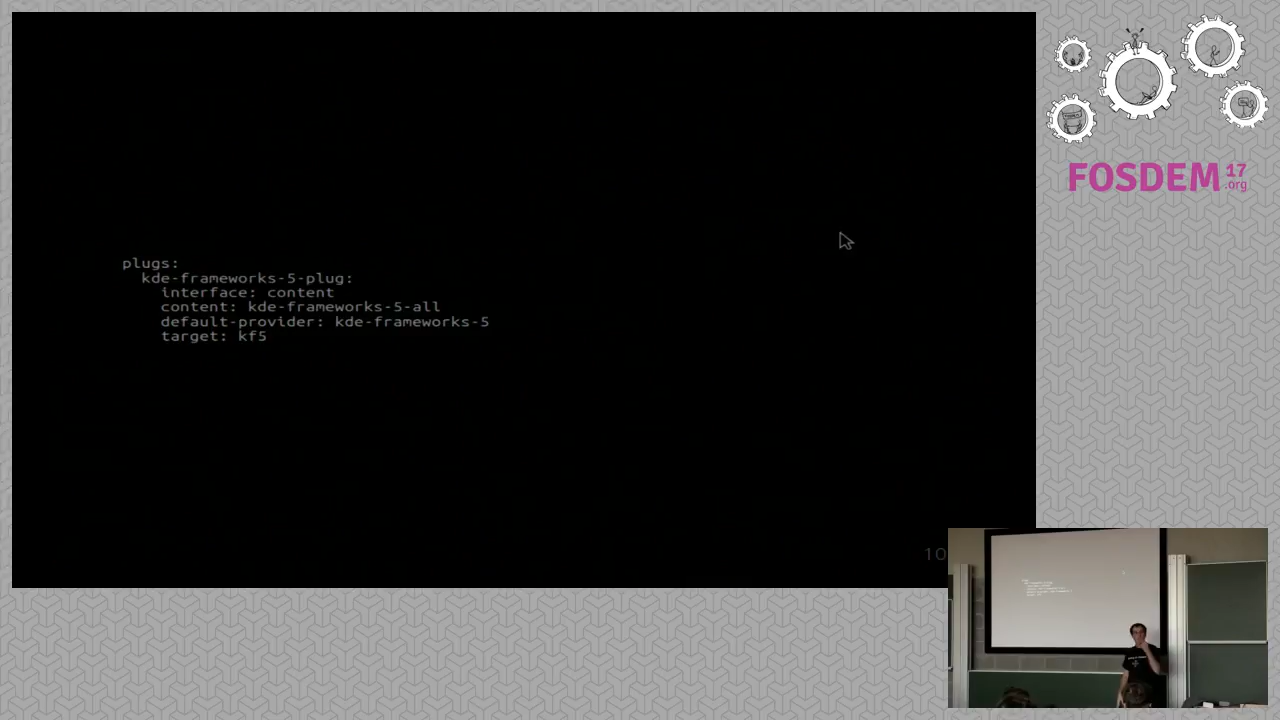 plugs:
kde-frameworks-5-plug:
interface: content
content: kde-frameworks-5-all
default-provider: kde-frameworks-5
target: kf5
10
FOSDEM 17
.org